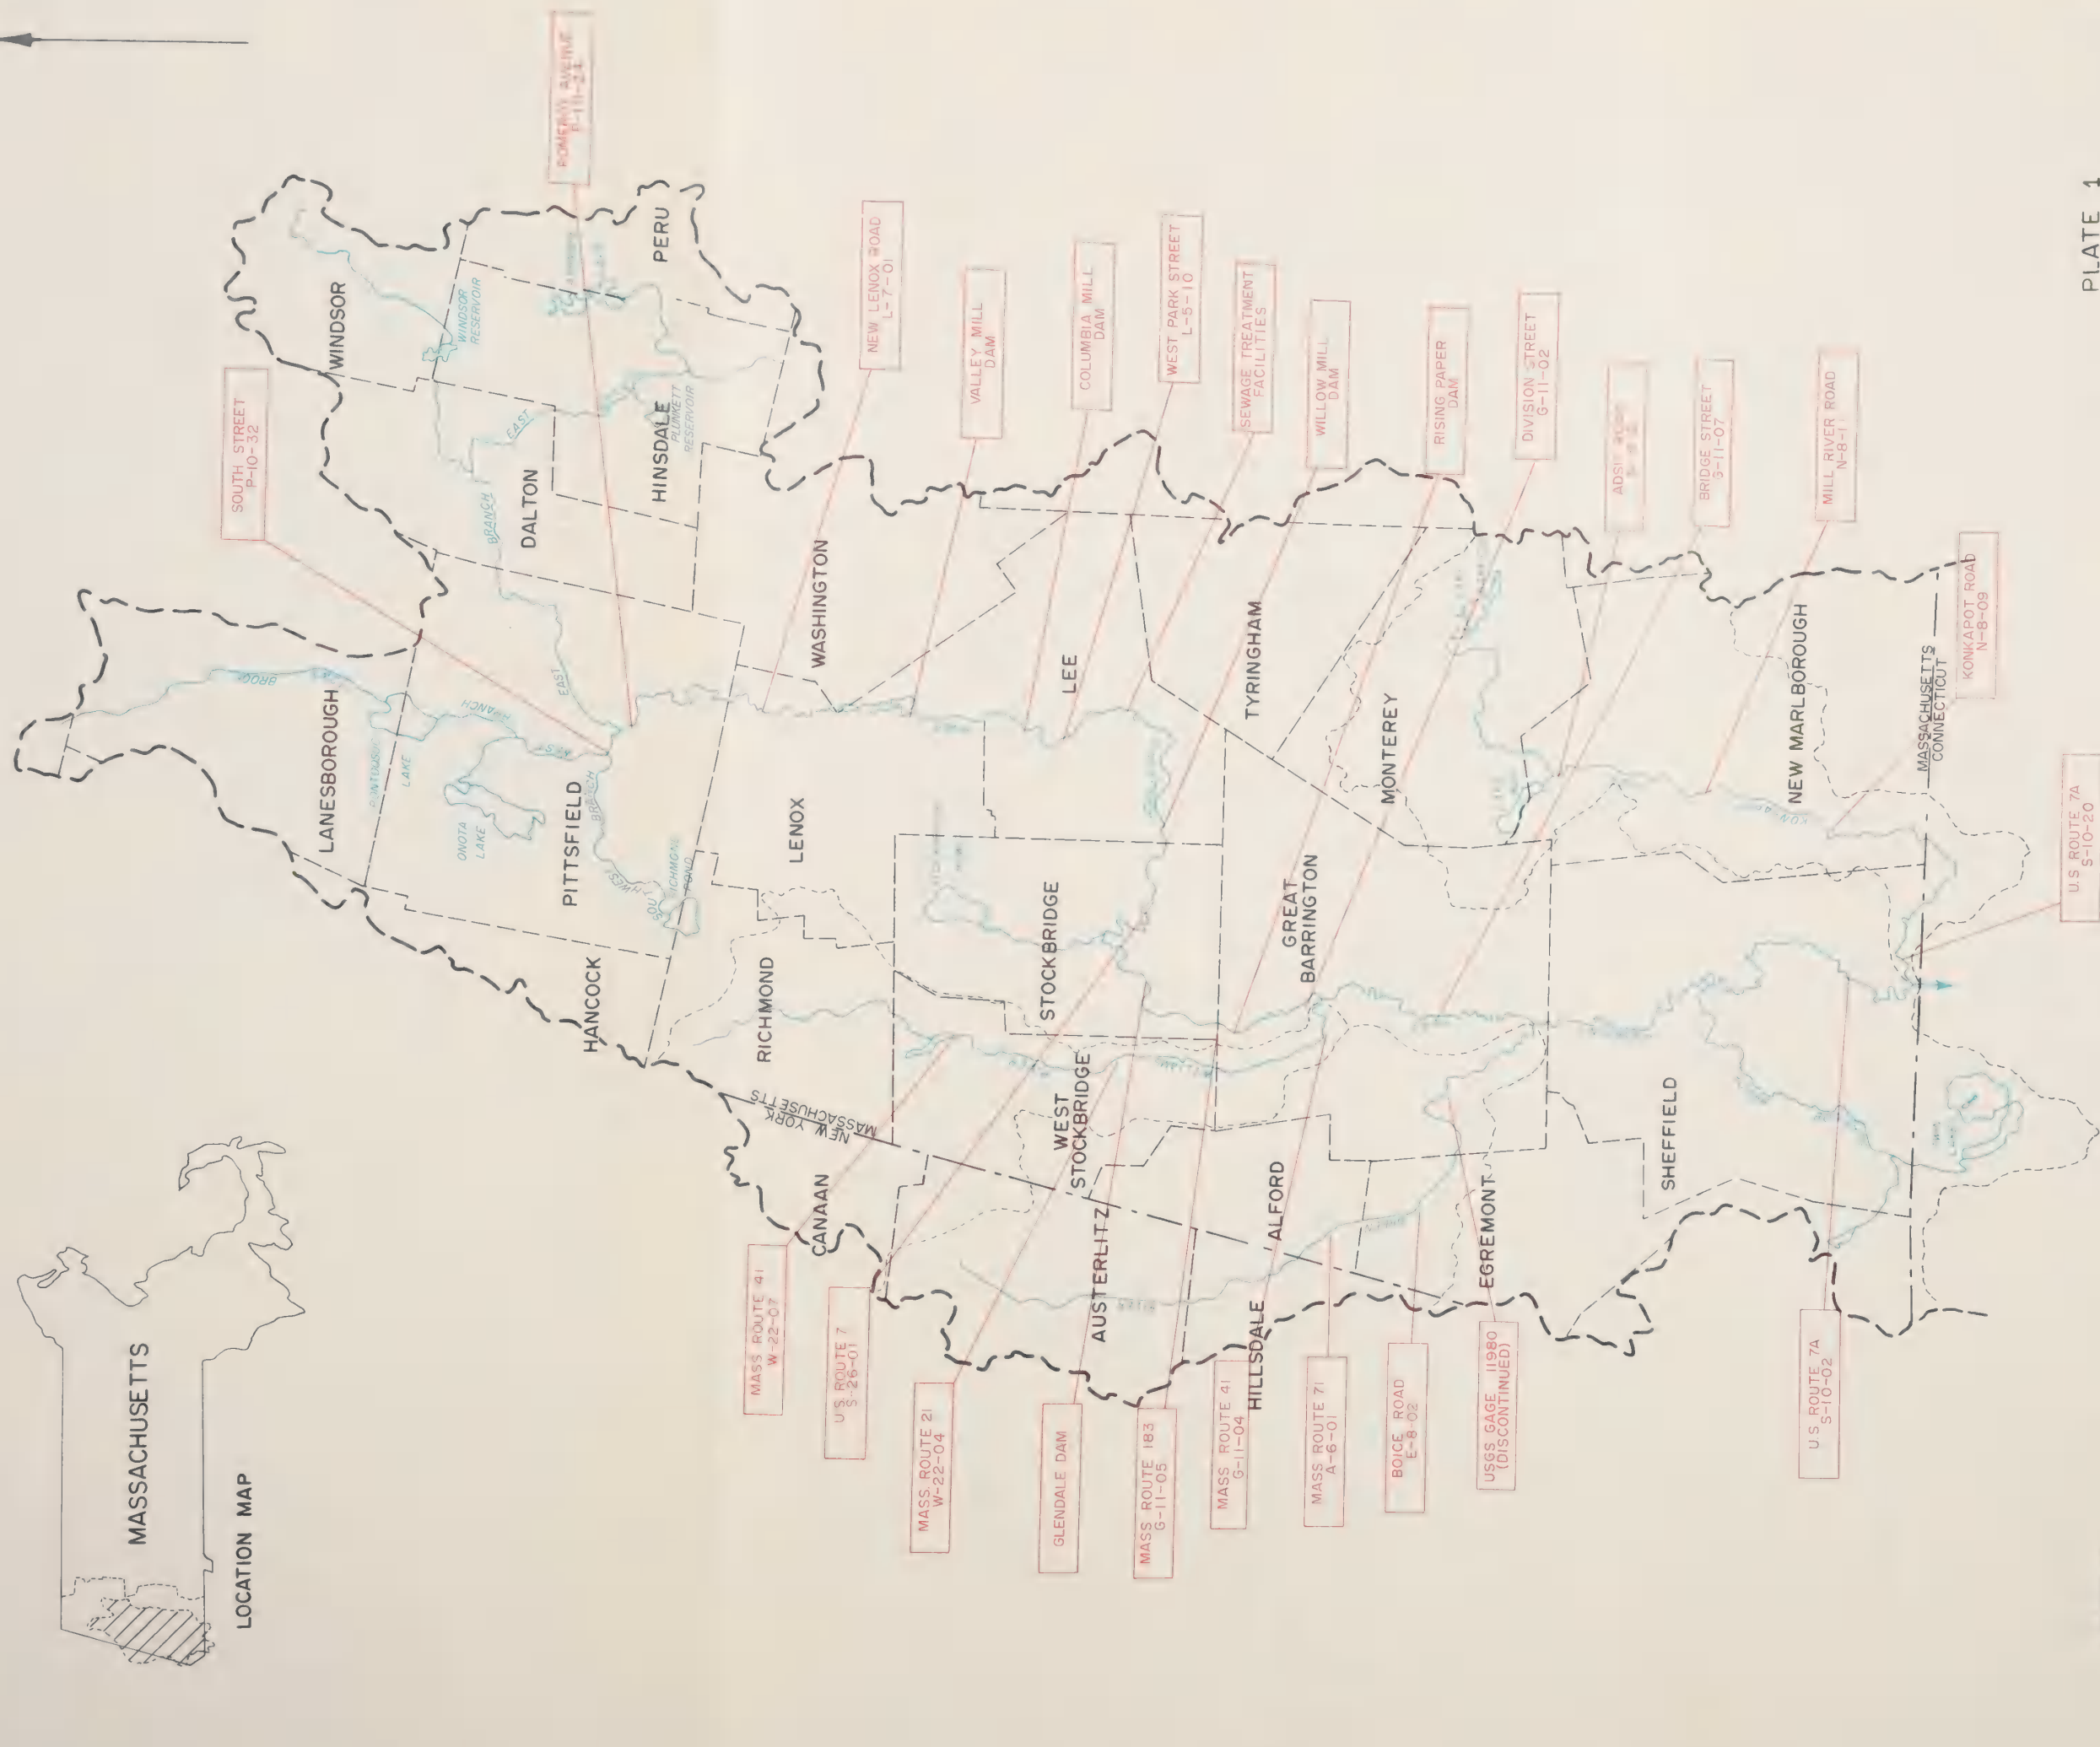 MASSACHUSETTS
LOCATION MAP
SOUTH STREET
P-10-32
POMEROY AVENUE
NEW LENOX ROAD
L-7-01
VALLEY MILL
DAM
COLUMBIA MILL
DAM
WEST PARK STREET
L-5-10
SEWAGE TREATMENT
FACILITIES
WILLOW MILL
DAM
RISING PAPER
DAM
DIVISION STREET
G-11-02
BRIDGE STREET
G-11-07
MILL RIVER ROAD
N-8-11
KONKAPOT ROAD
N-8-09
U.S ROUTE 7A
S-10-20
MASS ROUTE 41
W-22-07
U.S. ROUTE 7
S-26-01
MASS. ROUTE 21
W-22-04
GLENDALE DAM
MASS ROUTE 183
G-11-05
MASS ROUTE 41
G-11-04
MASS ROUTE 71
A-6-01
BOICE ROAD
E-8-02
USGS GAGE 11980
(DISCONTINUED)
U.S ROUTE 7A
S-10-02
WINDSOR
WINDSOR
RESERVOIR
PERU
HINSDALE
PLUNKETT
RESERVOIR
DALTON
EAST
BRANCH
LANESBOROUGH
PONTOOSUC
LAKE
BRANCH
WEST
EAST
ONOTA
LAKE
PITTSFIELD
BRANCH
RICHMOND
POND
HANCOCK
WASHINGTON
LENOX
RICHMOND
NEW YORK
MASSACHUSETTS
CANAAN
LEE
STOCKBRIDGE
WEST
STOCKBRIDGE
AUSTERLITZ
TYRINGHAM
MONTEREY
GREAT
BARRINGTON
ALFORD
HILLSDALE
EGREMONT
NEW MARLBOROUGH
SHEFFIELD
MASSACHUSETTS
CONNECTICUT
PLATE 1